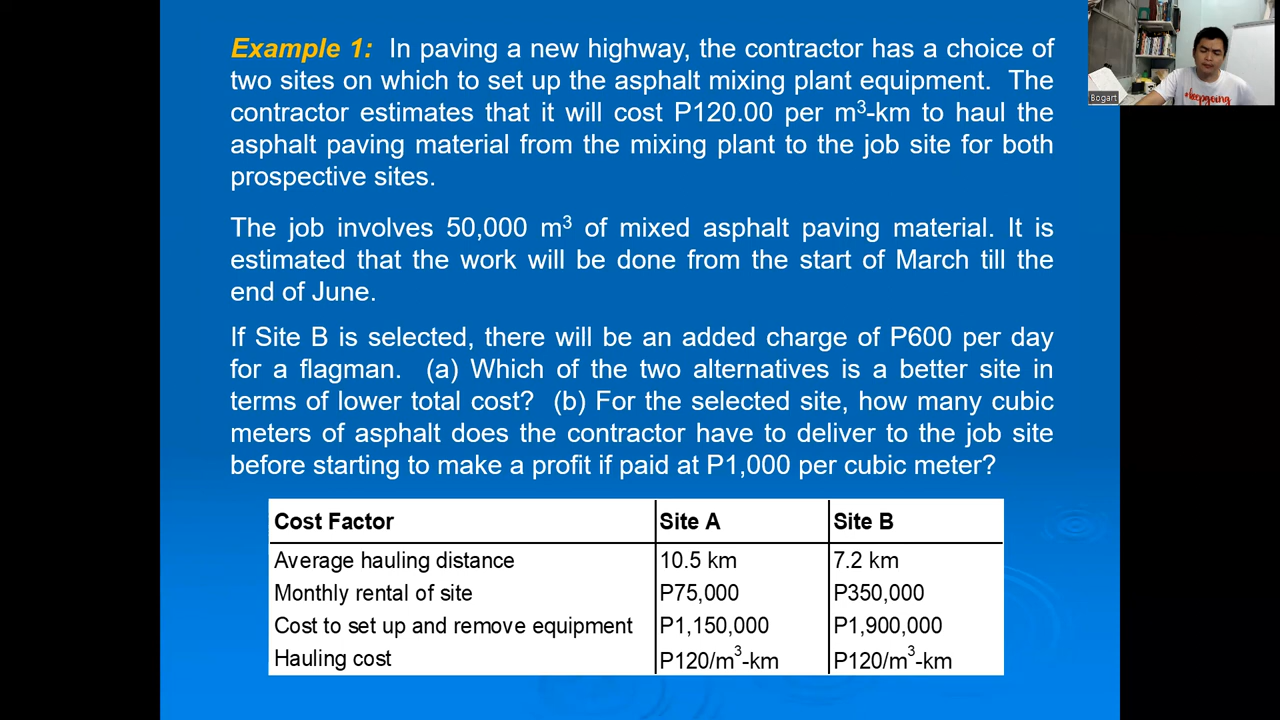 Example 1: In paving a new highway, the contractor has a choice of
two sites on which to set up the asphalt mixing plant equipment. The
contractor estimates that it will cost P120.00 per m³-km to haul the
asphalt paving material from the mixing plant to the job site for both
prospective sites.
The job involves 50,000 m³ of mixed asphalt paving material. It is
estimated that the work will be done from the start of March till the
end of June.
If Site B is selected, there will be an added charge of P600 per day
for a flagman. (a) Which of the two alternatives is a better site in
terms of lower total cost? (b) For the selected site, how many cubic
meters of asphalt does the contractor have to deliver to the job site
before starting to make a profit if paid at P1,000 per cubic meter?
Cost Factor Site A Site B
Average hauling distance 10.5 km 7.2 km
Monthly rental of site P75,000 P350,000
Cost to set up and remove equipment P1,150,000 P1,900,000
Hauling cost P120/m³-km P120/m³-km
Bogart
#keepgoing